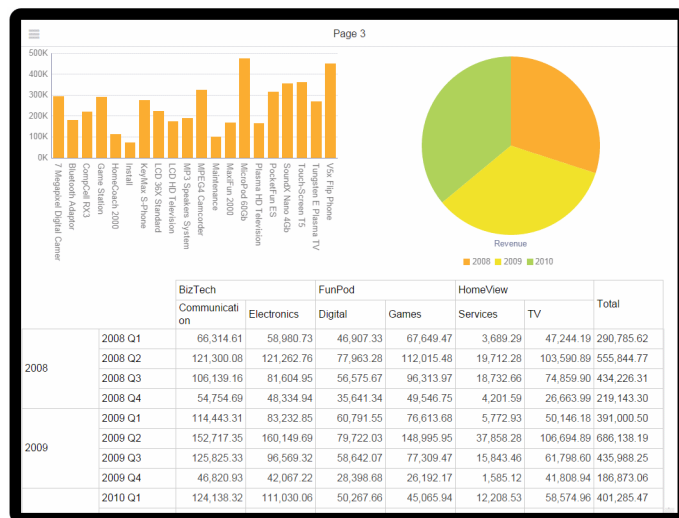 Page 3
500K
400K
300K
200K
100K
0K
7 Megapixel Digital Camer
Bluetooth Adaptor
CompCell RX3
Game Station
HomeCoach 2000
Install
KeyMax S-Phone
LCD 36X Standard
LCD HD Television
MP3 Speakers System
MPEG4 Camcorder
Maintenance
MaxiFun 2000
MicroPod 60Gb
Plasma HD Television
PocketFun ES
SoundX Nano 4Gb
Touch-Screen T5
Tungsten E Plasma TV
V5x Flip Phone
Revenue
2008 2009 2010
BizTech FunPod HomeView
Communicati
on Electronics Digital Games Services TV Total
2008
2008 Q1 66,314.61 58,980.73 46,907.33 67,649.47 3,689.29 47,244.19 290,785.62
2008 Q2 121,300.08 121,262.76 77,963.28 112,015.48 19,712.28 103,590.89 555,844.77
2008 Q3 106,139.16 81,604.95 56,575.67 96,313.97 18,732.66 74,859.90 434,226.31
2008 Q4 54,754.69 48,334.94 35,641.34 49,546.75 4,201.59 26,663.99 219,143.30
2009
2009 Q1 114,443.31 83,232.85 60,791.55 76,613.68 5,772.93 50,146.18 391,000.50
2009 Q2 152,717.35 160,149.69 79,722.03 148,995.95 37,858.28 106,694.89 686,138.19
2009 Q3 125,825.33 96,569.32 58,642.07 77,309.47 15,843.46 61,798.60 435,988.25
2009 Q4 46,820.93 42,067.22 28,398.68 26,192.17 1,585.12 41,808.94 186,873.06
2010 Q1 124,138.32 111,030.06 50,267.66 45,065.94 12,208.53 58,574.96 401,285.47